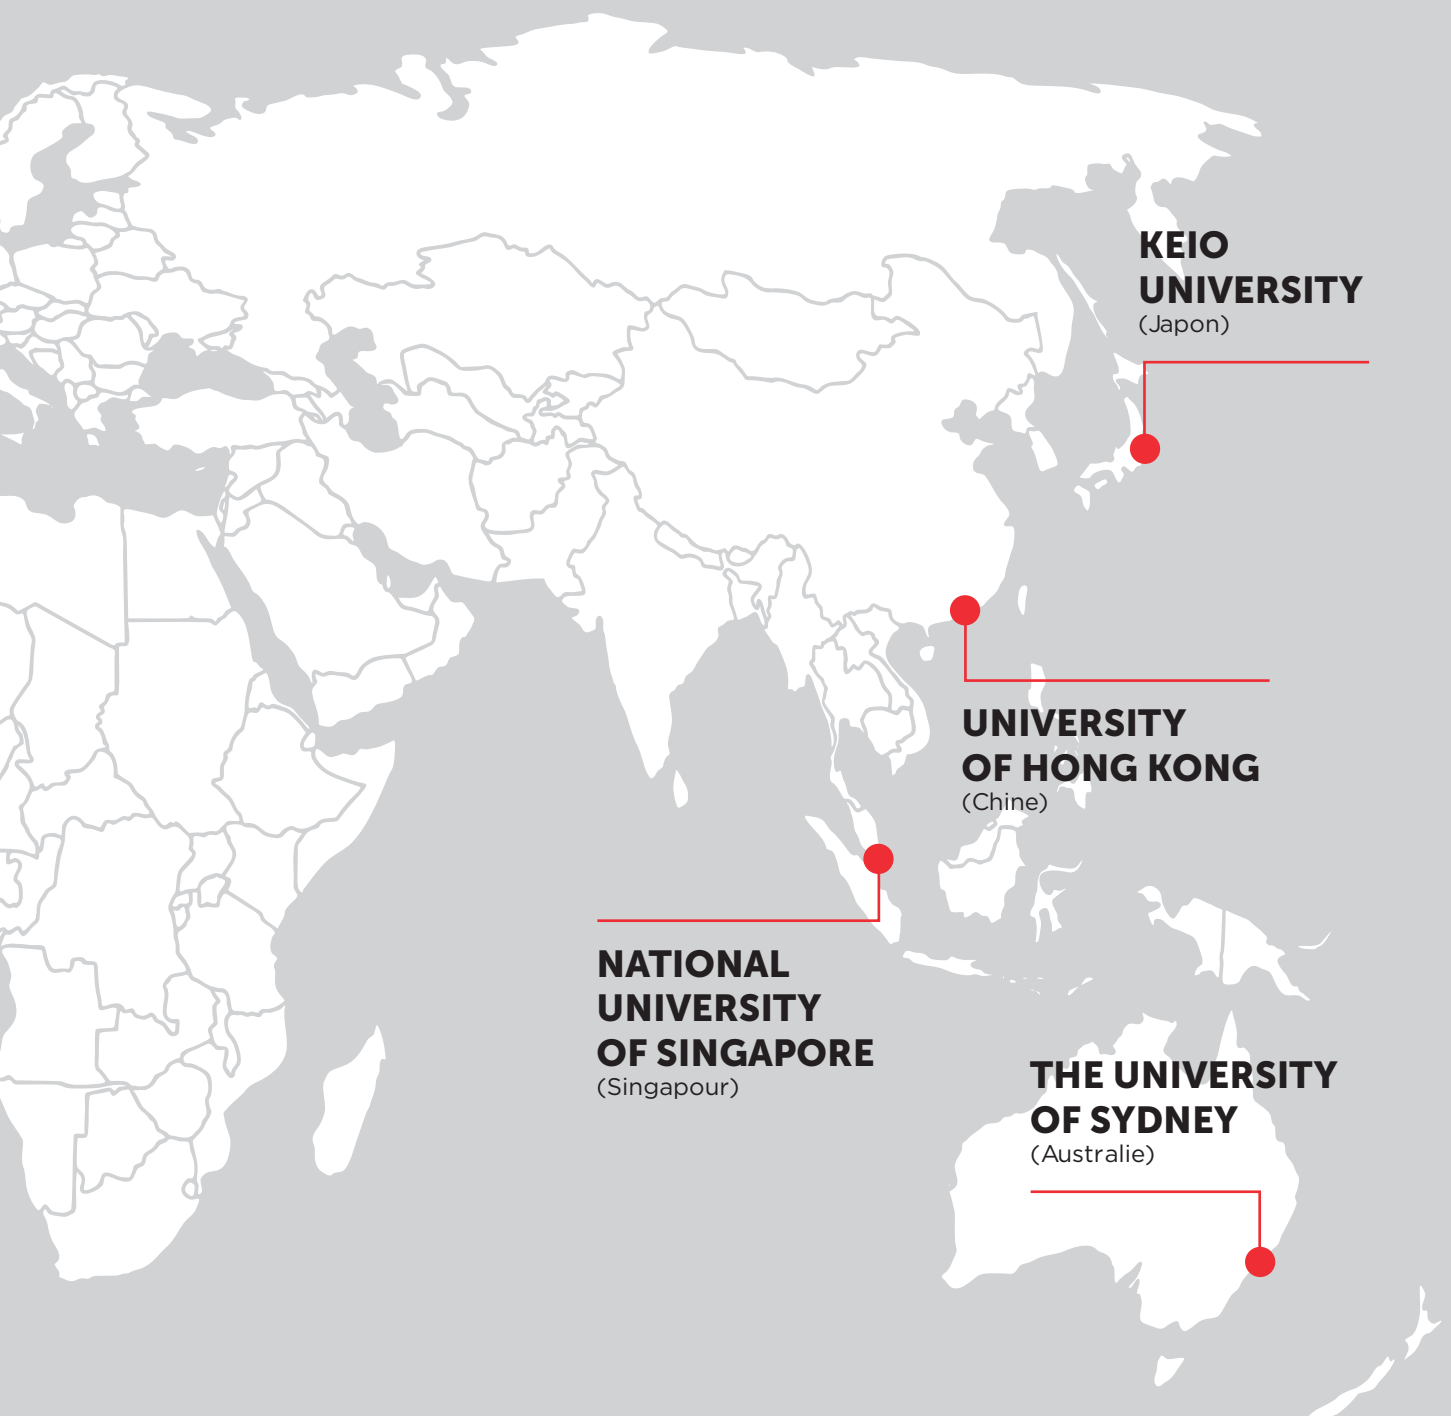 KEIO
UNIVERSITY
(Japon)
UNIVERSITY
OF HONG KONG
(Chine)
NATIONAL
UNIVERSITY
OF SINGAPORE
(Singapour)
THE UNIVERSITY
OF SYDNEY
(Australie)